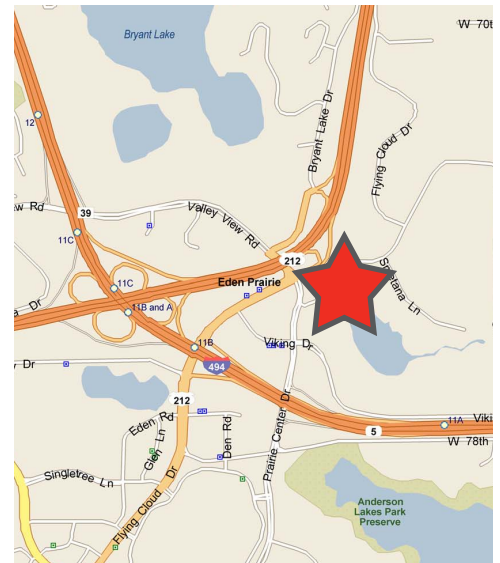 Bryant Lake
W 70t
12
Bryant Lake Dr
Flying Cloud Dr
w Rd
39
Valley View Rd
11C
212
Eden Prairie
11C
11B and A
a Dr
Viking Dr
11B
494
w Dr
212
Eden Rd
Glen Ln
Den Rd
Prairie Center Dr
11A
Viki
5
W 78th
Singletree Ln
Flying Cloud Dr
Anderson
Lakes Park
Preserve